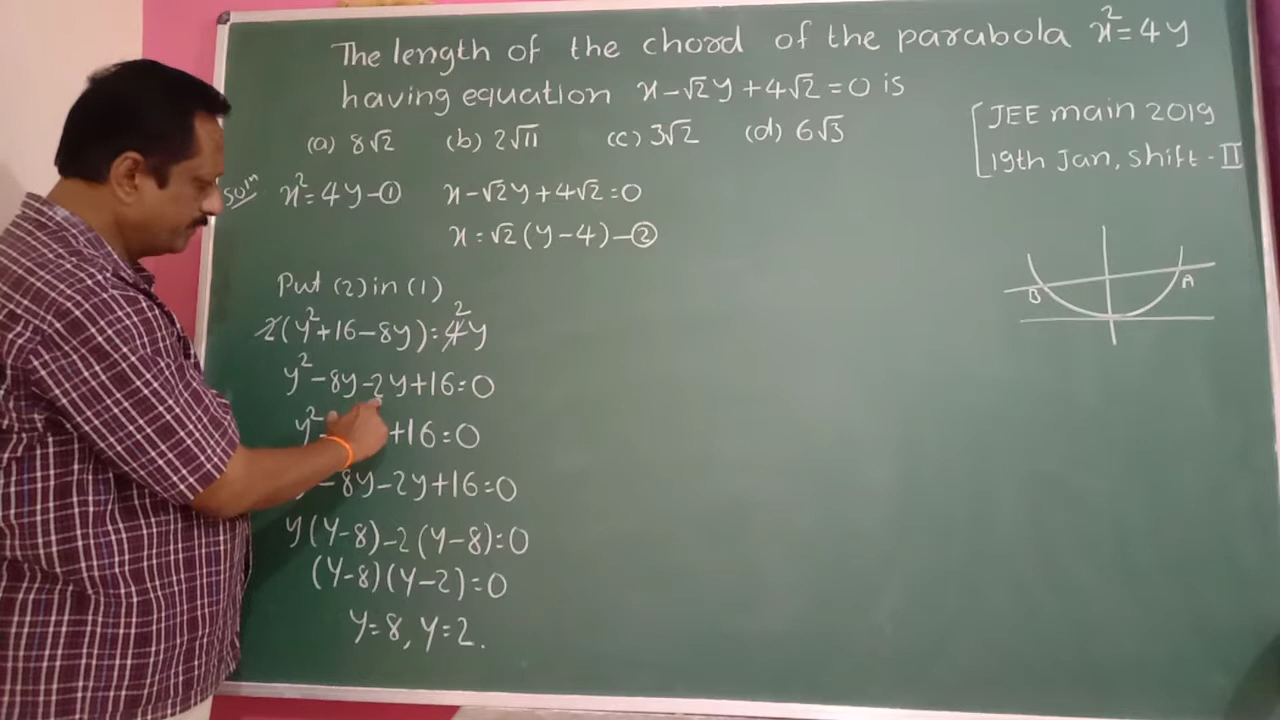 The length of the chord of the parabola x² = 4y
having equation x - √2y + 4√2 = 0 is
(a) 8√2 (b) 2√11 (c) 3√2 (d) 6√3
[JEE main 2019
19th Jan, shift - II
Solⁿ x² = 4y - ① x - √2y + 4√2 = 0
x = √2(y - 4) - ②
Put (2) in (1)
2(y² + 16 - 8y) = 4 2 y
y² - 8y - 2y + 16 = 0
y² - + 16 = 0
- 8y - 2y + 16 = 0
y(y - 8) - 2(y - 8) = 0
(y - 8)(y - 2) = 0
y = 8, y = 2.
B A